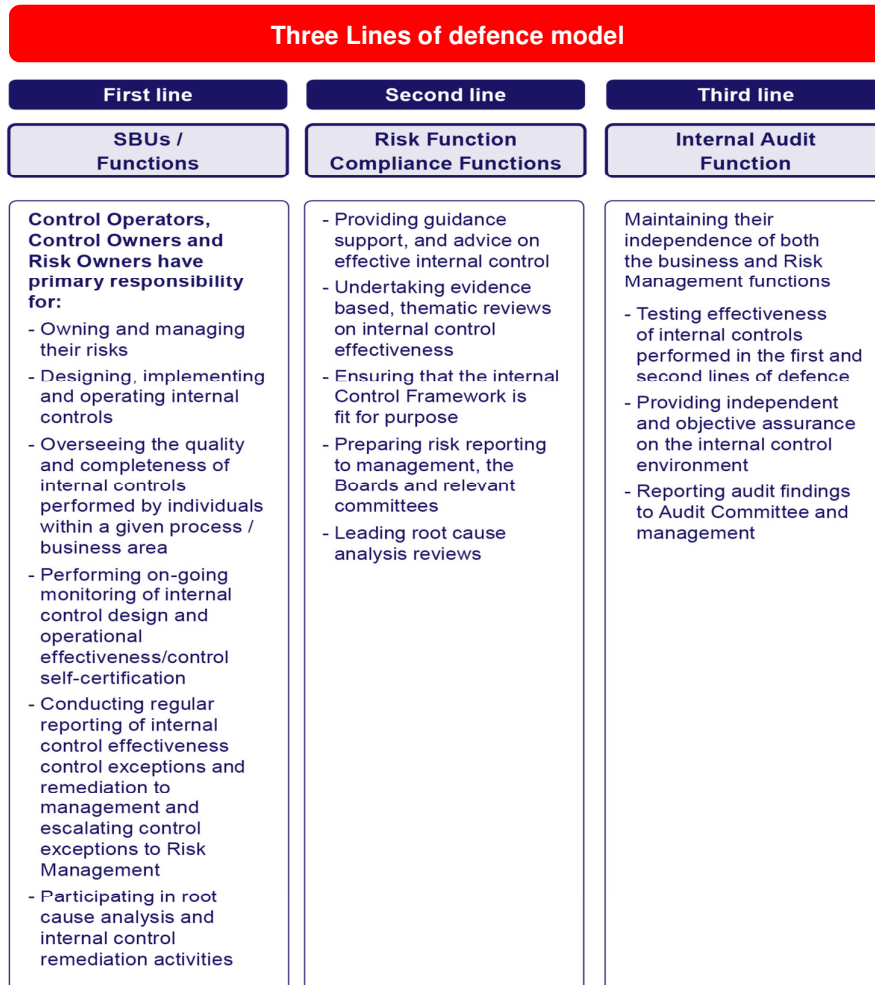 Three Lines of defence model
First line
SBUs /
Functions
Control Operators,
Control Owners and
Risk Owners have
primary responsibility
for:
- Owning and managing
their risks
- Designing, implementing
and operating internal
controls
- Overseeing the quality
and completeness of
internal controls
performed by individuals
within a given process /
business area
- Performing on-going
monitoring of internal
control design and
operational
effectiveness/control
self-certification
- Conducting regular
reporting of internal
control effectiveness
control exceptions and
remediation to
management and
escalating control
exceptions to Risk
Management
- Participating in root
cause analysis and
internal control
remediation activities
Second line
Risk Function
Compliance Functions
- Providing guidance
support, and advice on
effective internal control
- Undertaking evidence
based, thematic reviews
on internal control
effectiveness
- Ensuring that the internal
Control Framework is
fit for purpose
- Preparing risk reporting
to management, the
Boards and relevant
committees
- Leading root cause
analysis reviews
Third line
Internal Audit
Function
Maintaining their
independence of both
the business and Risk
Management functions
- Testing effectiveness
of internal controls
performed in the first and
second lines of defence
- Providing independent
and objective assurance
on the internal control
environment
- Reporting audit findings
to Audit Committee and
management